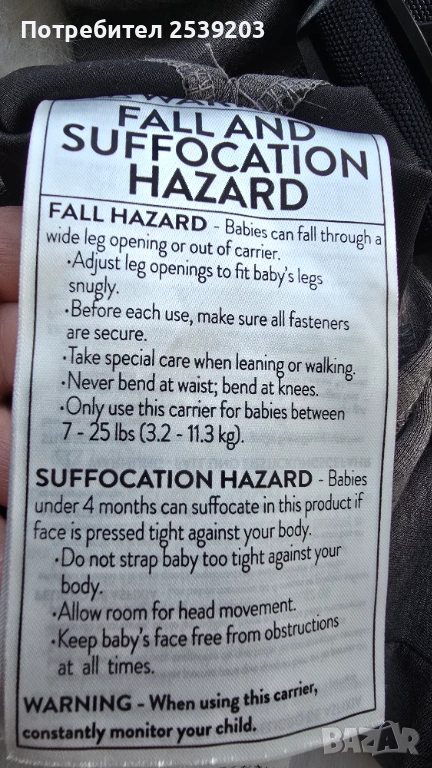 Потребител 2539203
WARN
FALL AND
SUFFOCATION
HAZARD
FALL HAZARD - Babies can fall through a
wide leg opening or out of carrier.
•Adjust leg openings to fit baby's legs
snugly.
•Before each use, make sure all fasteners
are secure.
•Take special care when leaning or walking.
•Never bend at waist; bend at knees.
•Only use this carrier for babies between
7 - 25 lbs (3.2 - 11.3 kg).
SUFFOCATION HAZARD - Babies
under 4 months can suffocate in this product if
face is pressed tight against your body.
•Do not strap baby too tight against your
body.
•Allow room for head movement.
•Keep baby's face free from obstructions
at all times.
WARNING - When using this carrier,
constantly monitor your child.
BAZAR